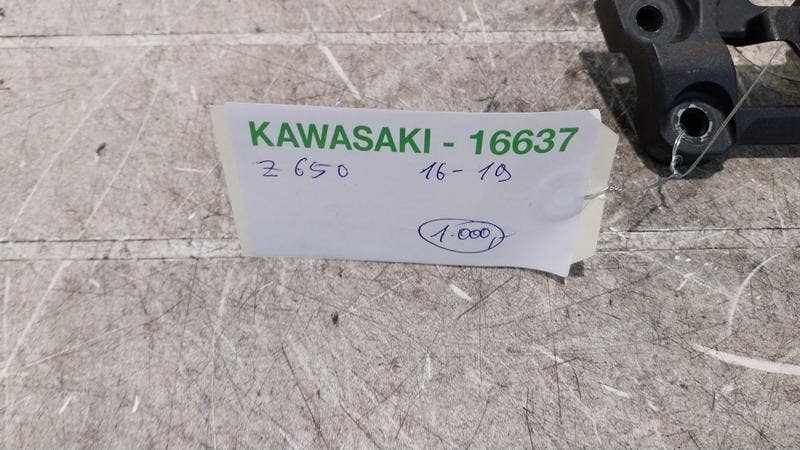 KAWASAKI - 16637
Z 650 16-19
1.000,-